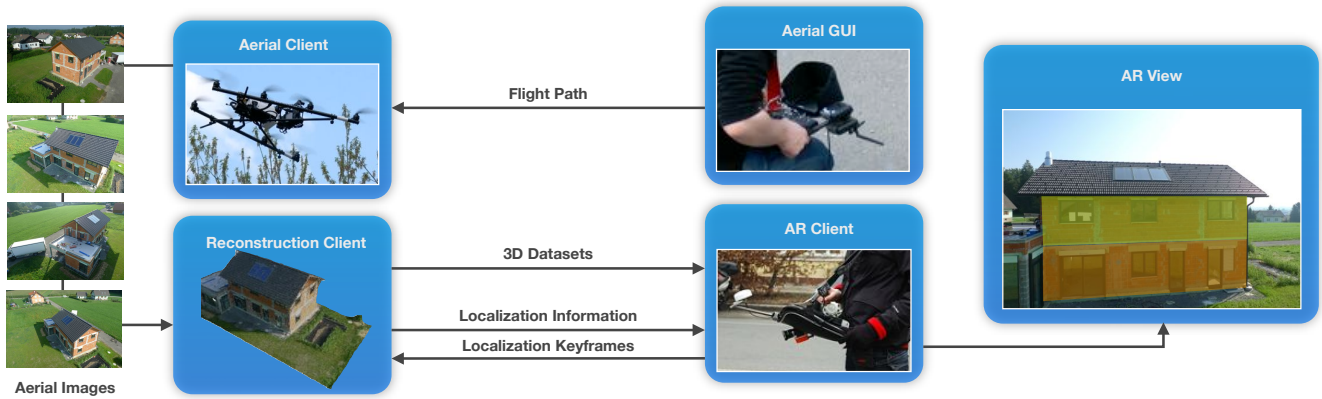 Aerial Client
Aerial GUI
Flight Path
AR View
Reconstruction Client
AR Client
3D Datasets
Localization Information
Localization Keyframes
Aerial Images